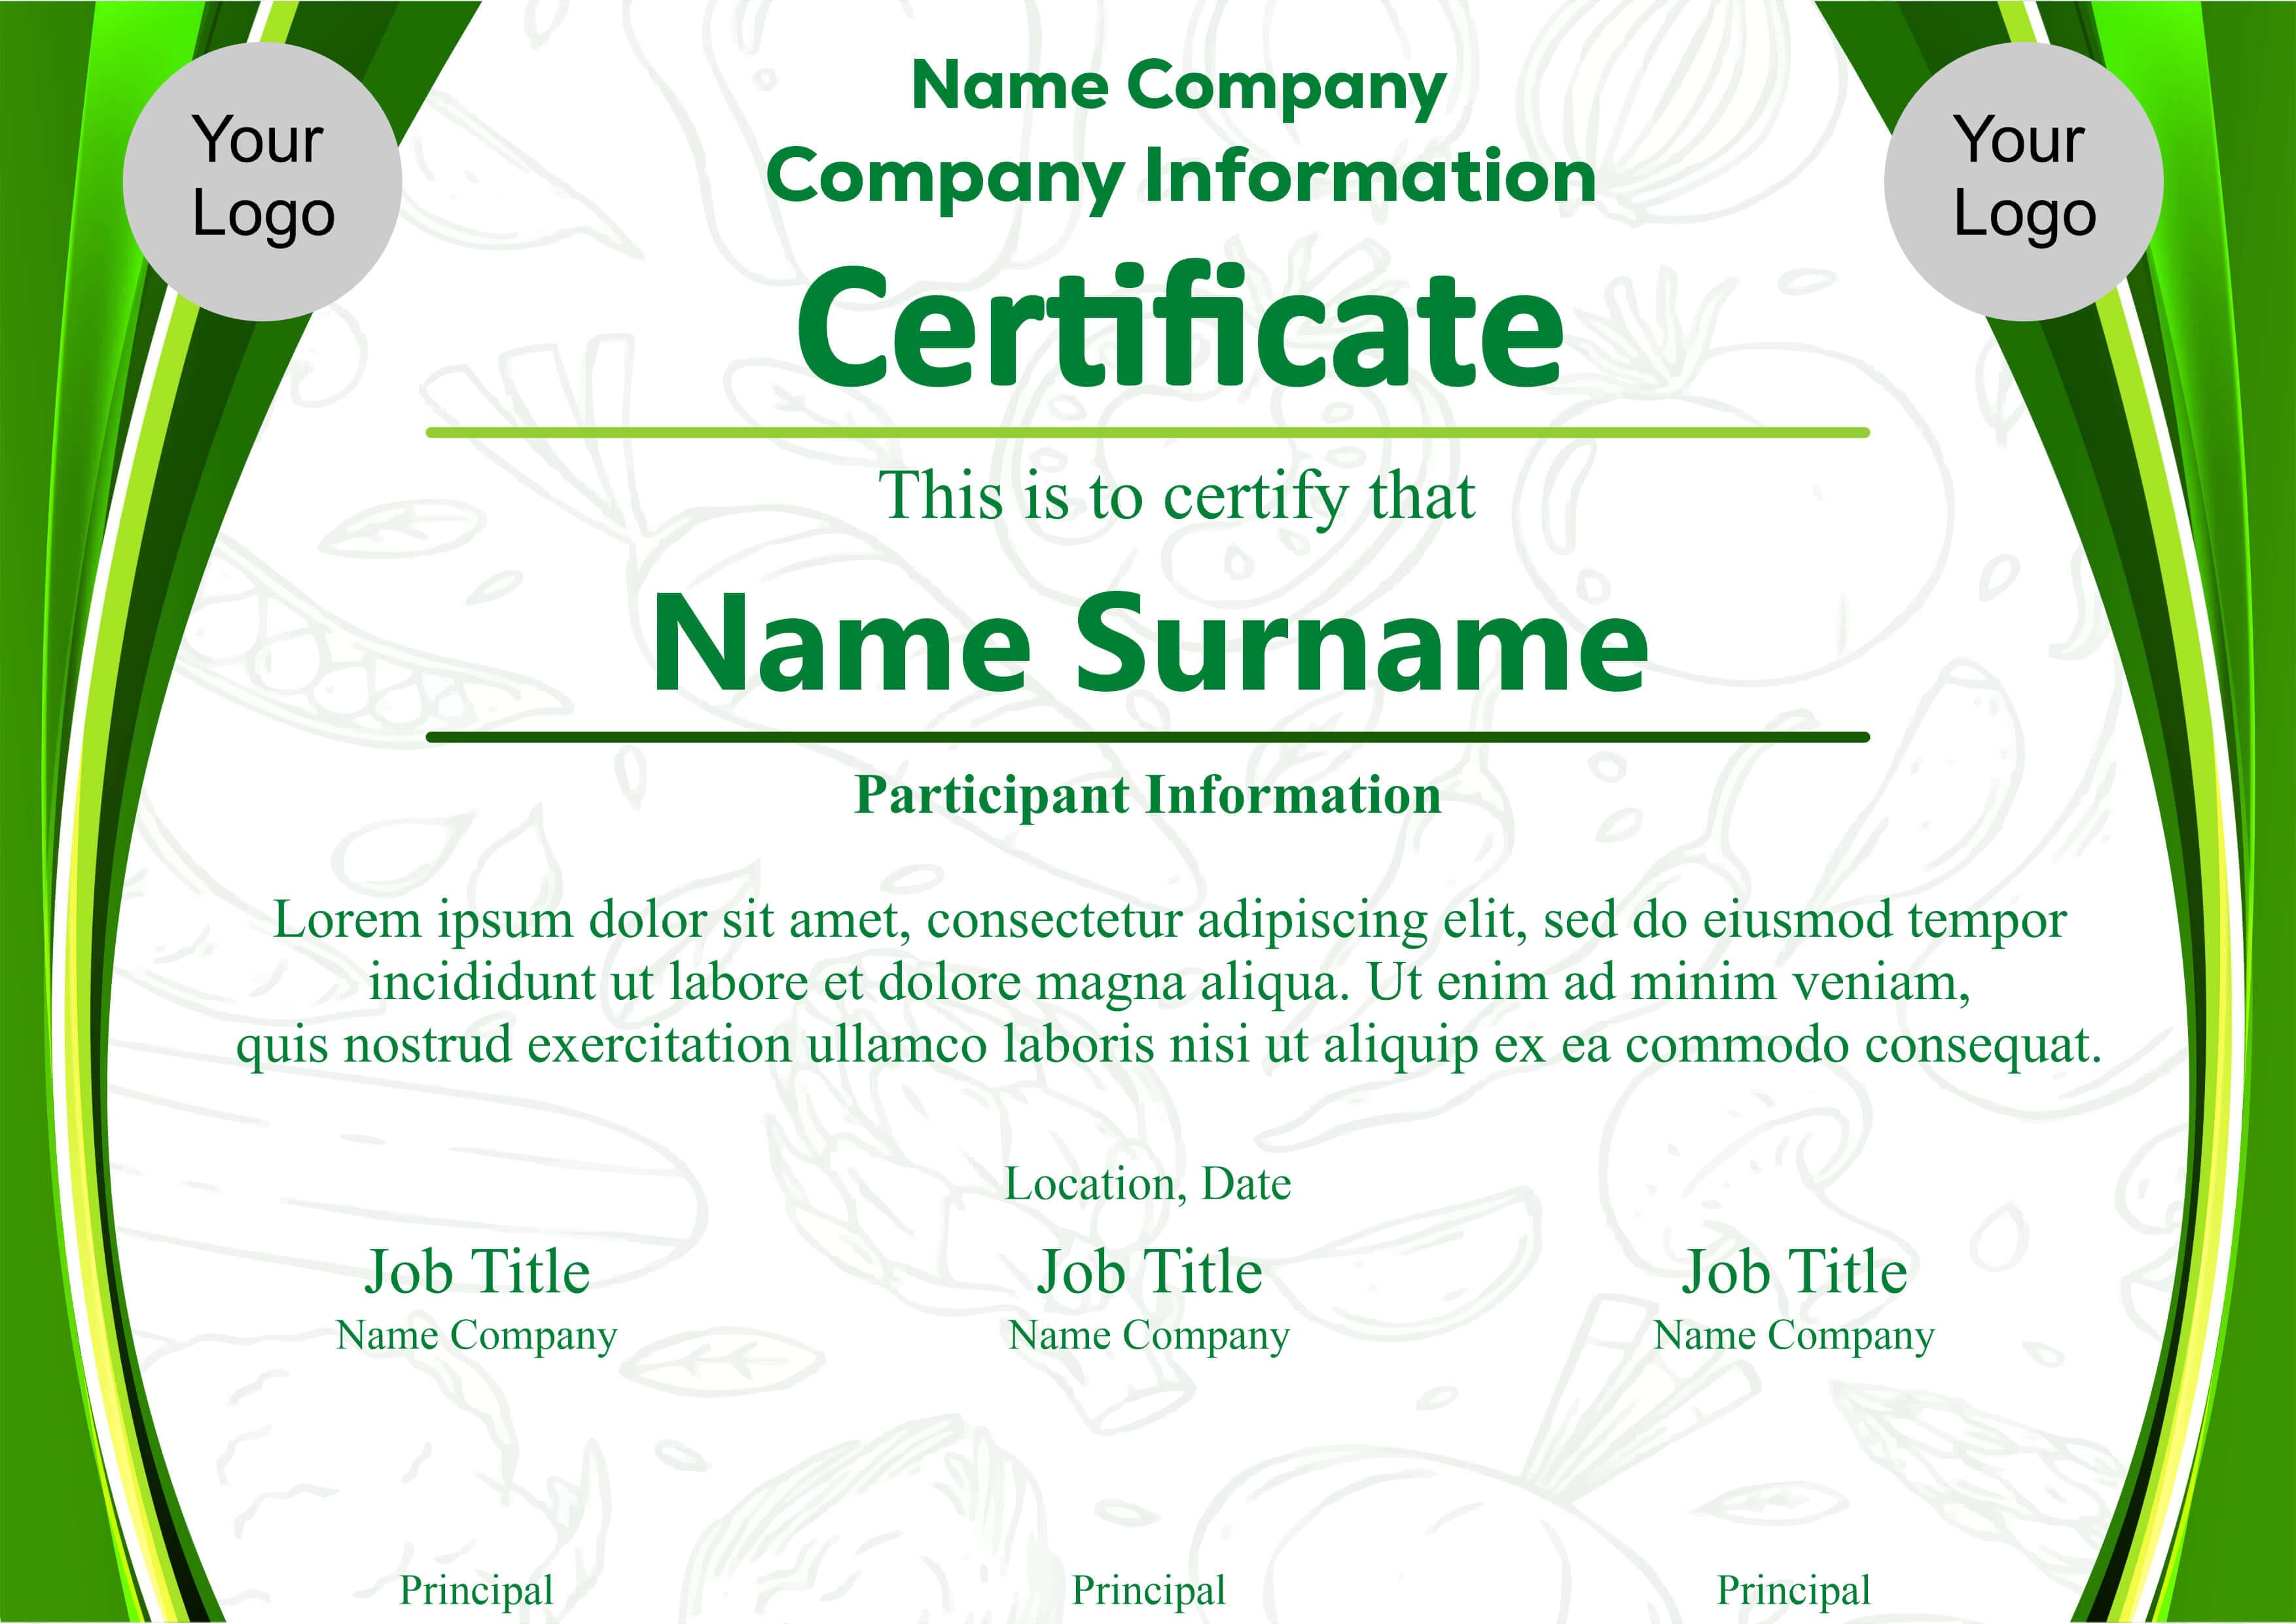 Your
Logo
Name Company
Company Information
Your
Logo
Certificate
This is to certify that
Name Surname
Participant Information
Lorem ipsum dolor sit amet, consectetur adipiscing elit, sed do eiusmod tempor
incididunt ut labore et dolore magna aliqua. Ut enim ad minim veniam,
quis nostrud exercitation ullamco laboris nisi ut aliquip ex ea commodo consequat.
Location, Date
Job Title
Name Company
Job Title
Name Company
Job Title
Name Company
Principal
Principal
Principal